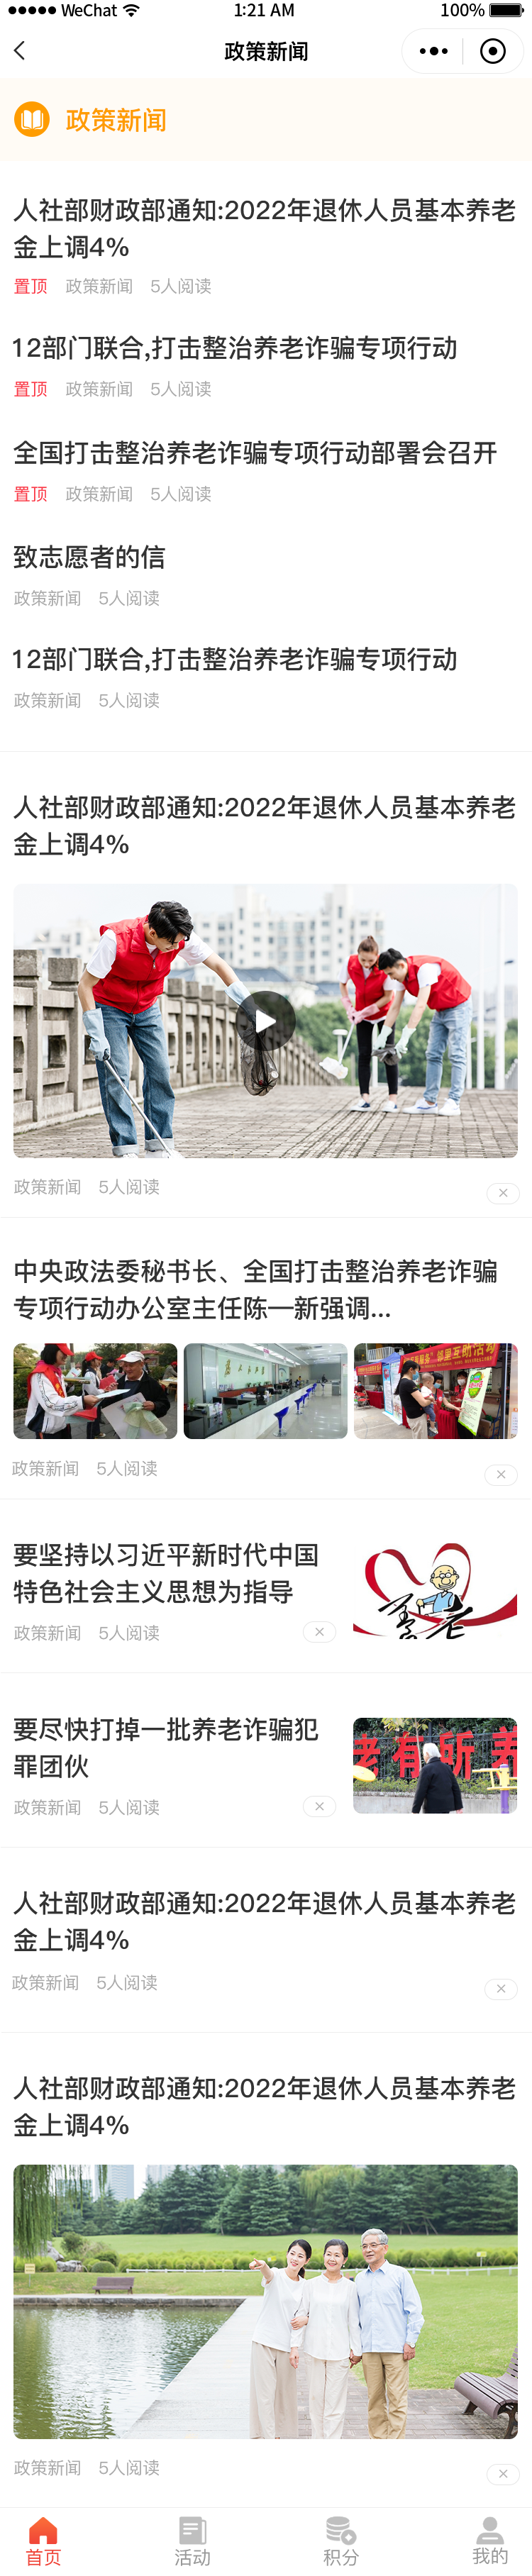 WeChat 1:21 AM 100%
政策新闻
政策新闻
人社部财政部通知:2022年退休人员基本养老
金上调4%
置顶 政策新闻 5人阅读
12部门联合,打击整治养老诈骗专项行动
置顶 政策新闻 5人阅读
全国打击整治养老诈骗专项行动部署会召开
置顶 政策新闻 5人阅读
致志愿者的信
政策新闻 5人阅读
12部门联合,打击整治养老诈骗专项行动
政策新闻 5人阅读
人社部财政部通知:2022年退休人员基本养老
金上调4%
政策新闻 5人阅读
中央政法委秘书长、全国打击整治养老诈骗
专项行动办公室主任陈一新强调...
邻里互助活动
政策新闻 5人阅读
要坚持以习近平新时代中国
特色社会主义思想为指导
政策新闻 5人阅读
要尽快打掉一批养老诈骗犯
罪团伙
有所养
政策新闻 5人阅读
人社部财政部通知:2022年退休人员基本养老
金上调4%
政策新闻 5人阅读
人社部财政部通知:2022年退休人员基本养老
金上调4%
政策新闻 5人阅读
首页 活动 积分 我的